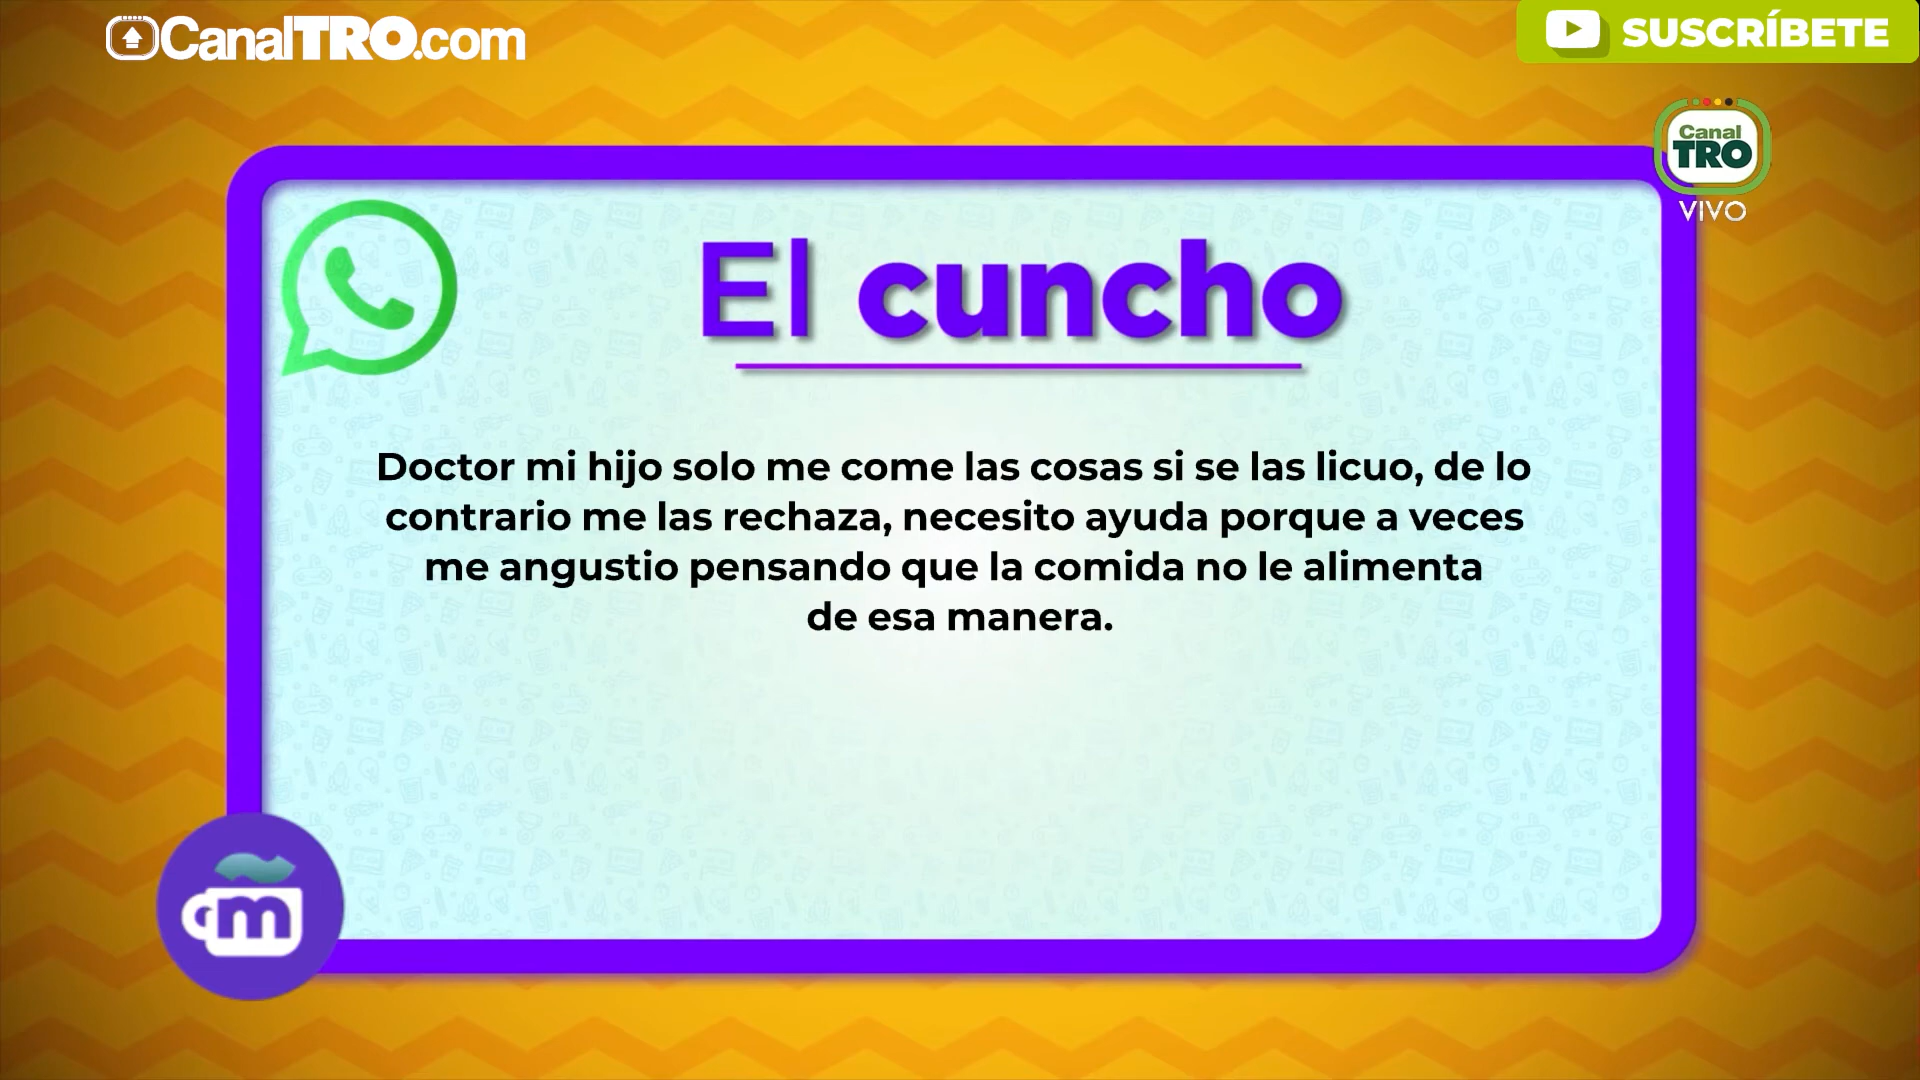 CanalTRO.com
SUSCRÍBETE
Canal
TRO
VIVO
El cuncho
Doctor mi hijo solo me come las cosas si se las licuo, de lo
contrario me las rechaza, necesito ayuda porque a veces
me angustio pensando que la comida no le alimenta
de esa manera.
m